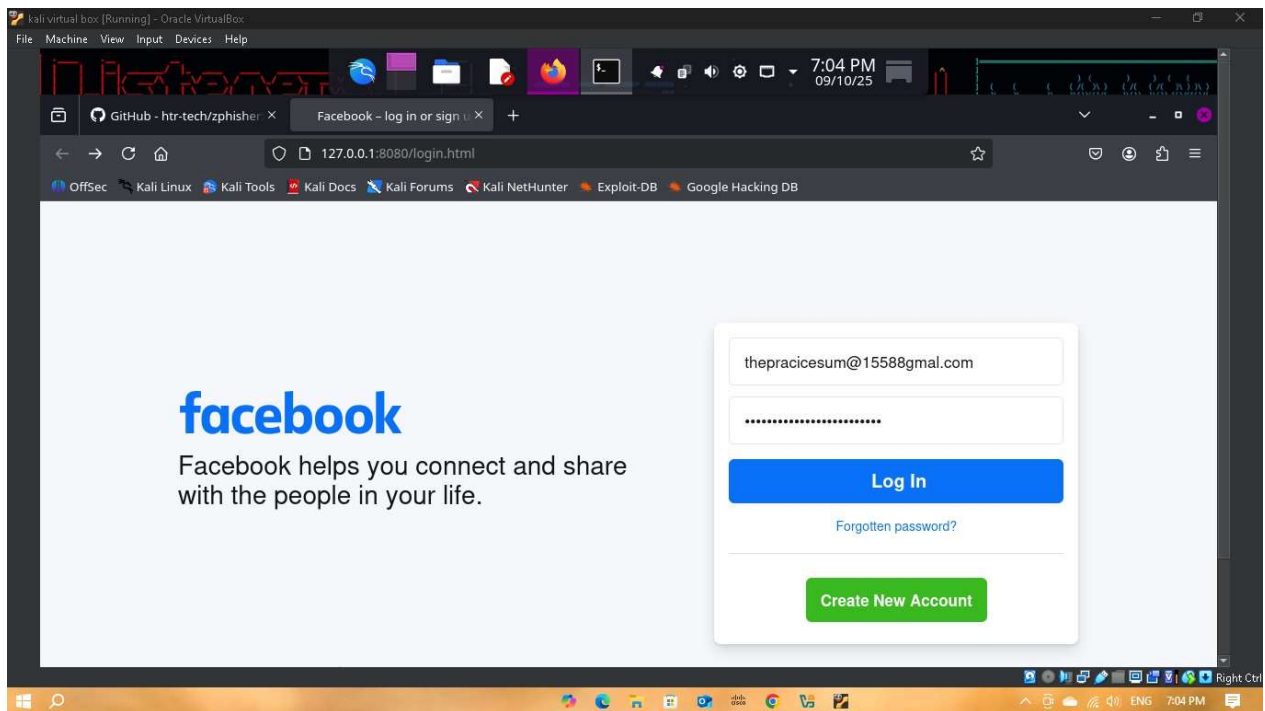 kali virtual box [Running] - Oracle VirtualBox
File Machine View Input Devices Help
7:04 PM
09/10/25
GitHub - htr-tech/zphisher
Facebook – log in or sign u
127.0.0.1:8080/login.html
OffSec Kali Linux Kali Tools Kali Docs Kali Forums Kali NetHunter Exploit-DB Google Hacking DB
thepracicesum@15588gmal.com
facebook
Facebook helps you connect and share
with the people in your life.
Log In
Forgotten password?
Create New Account
Right Ctrl
ENG 7:04 PM